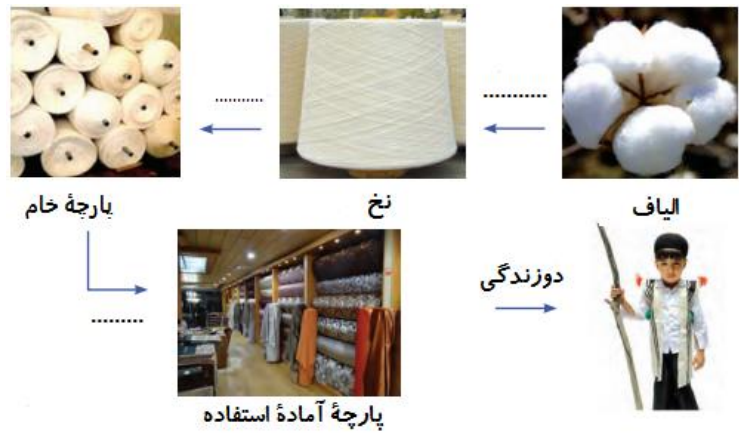 ...........
...........
الیاف
نخ
پارچهٔ خام
.........
دوزندگی
پارچهٔ آمادهٔ استفاده